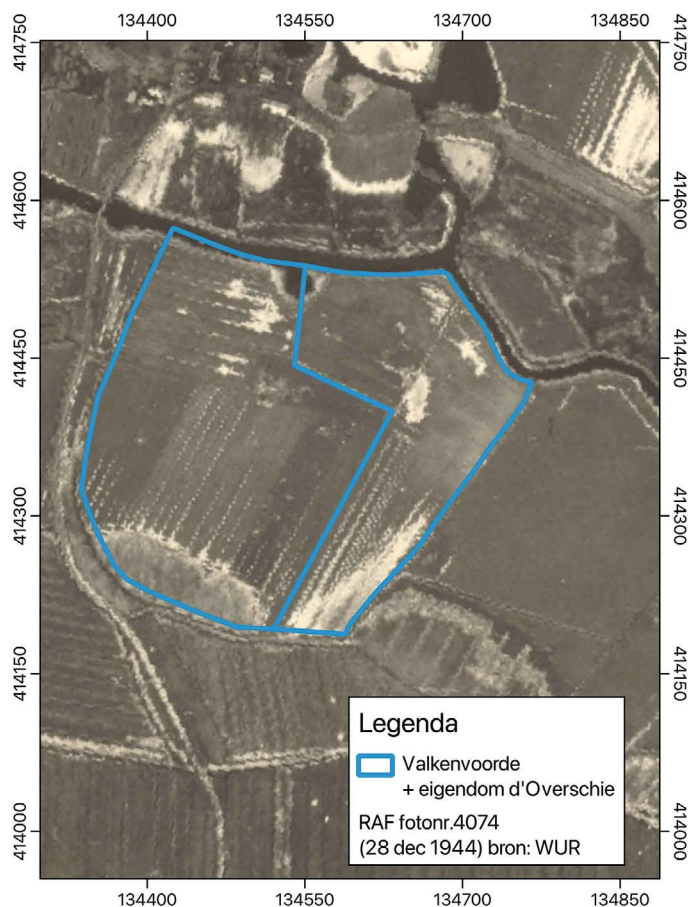 134400 134550 134700 134850
414750 414750
414600 414600
414450 414450
414300 414300
414150 414150
Legenda
Valkenvoorde
+ eigendom d'Overschie
RAF fotonr.4074
(28 dec 1944) bron: WUR
414000 414000
134400 134550 134700 134850